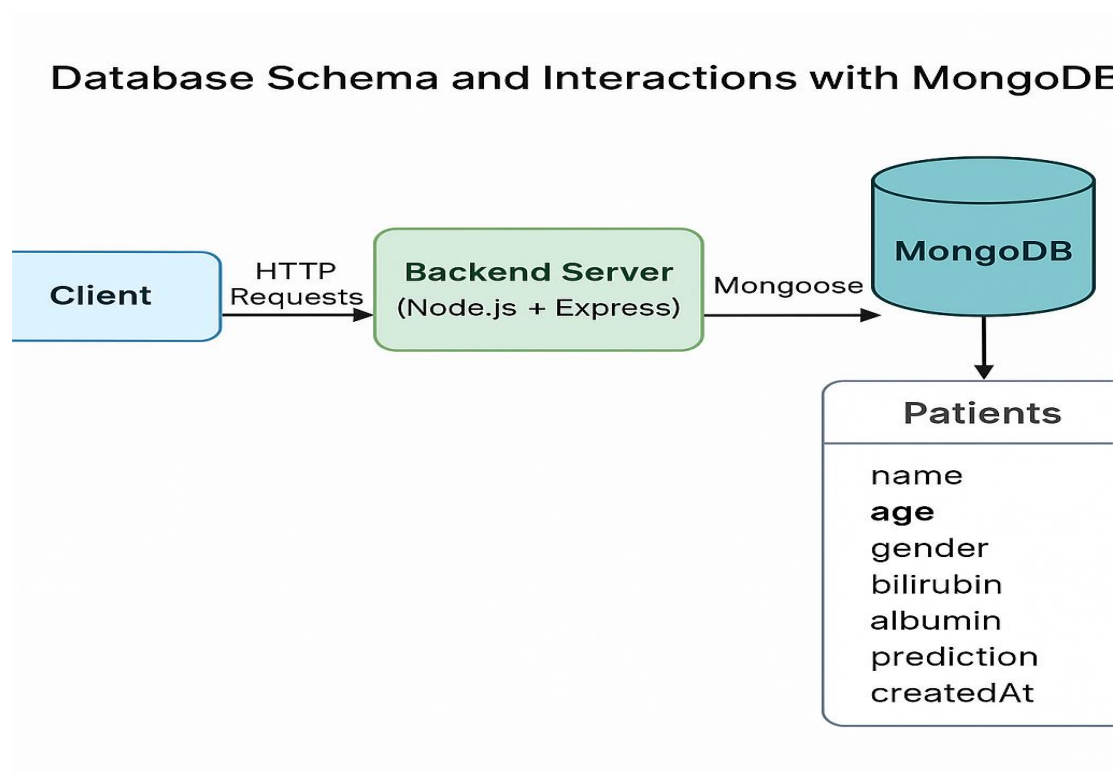 Database Schema and Interactions with MongoDB
Client
HTTP
Requests
Backend Server
(Node.js + Express)
Mongoose
MongoDB
Patients
name
age
gender
bilirubin
albumin
prediction
createdAt